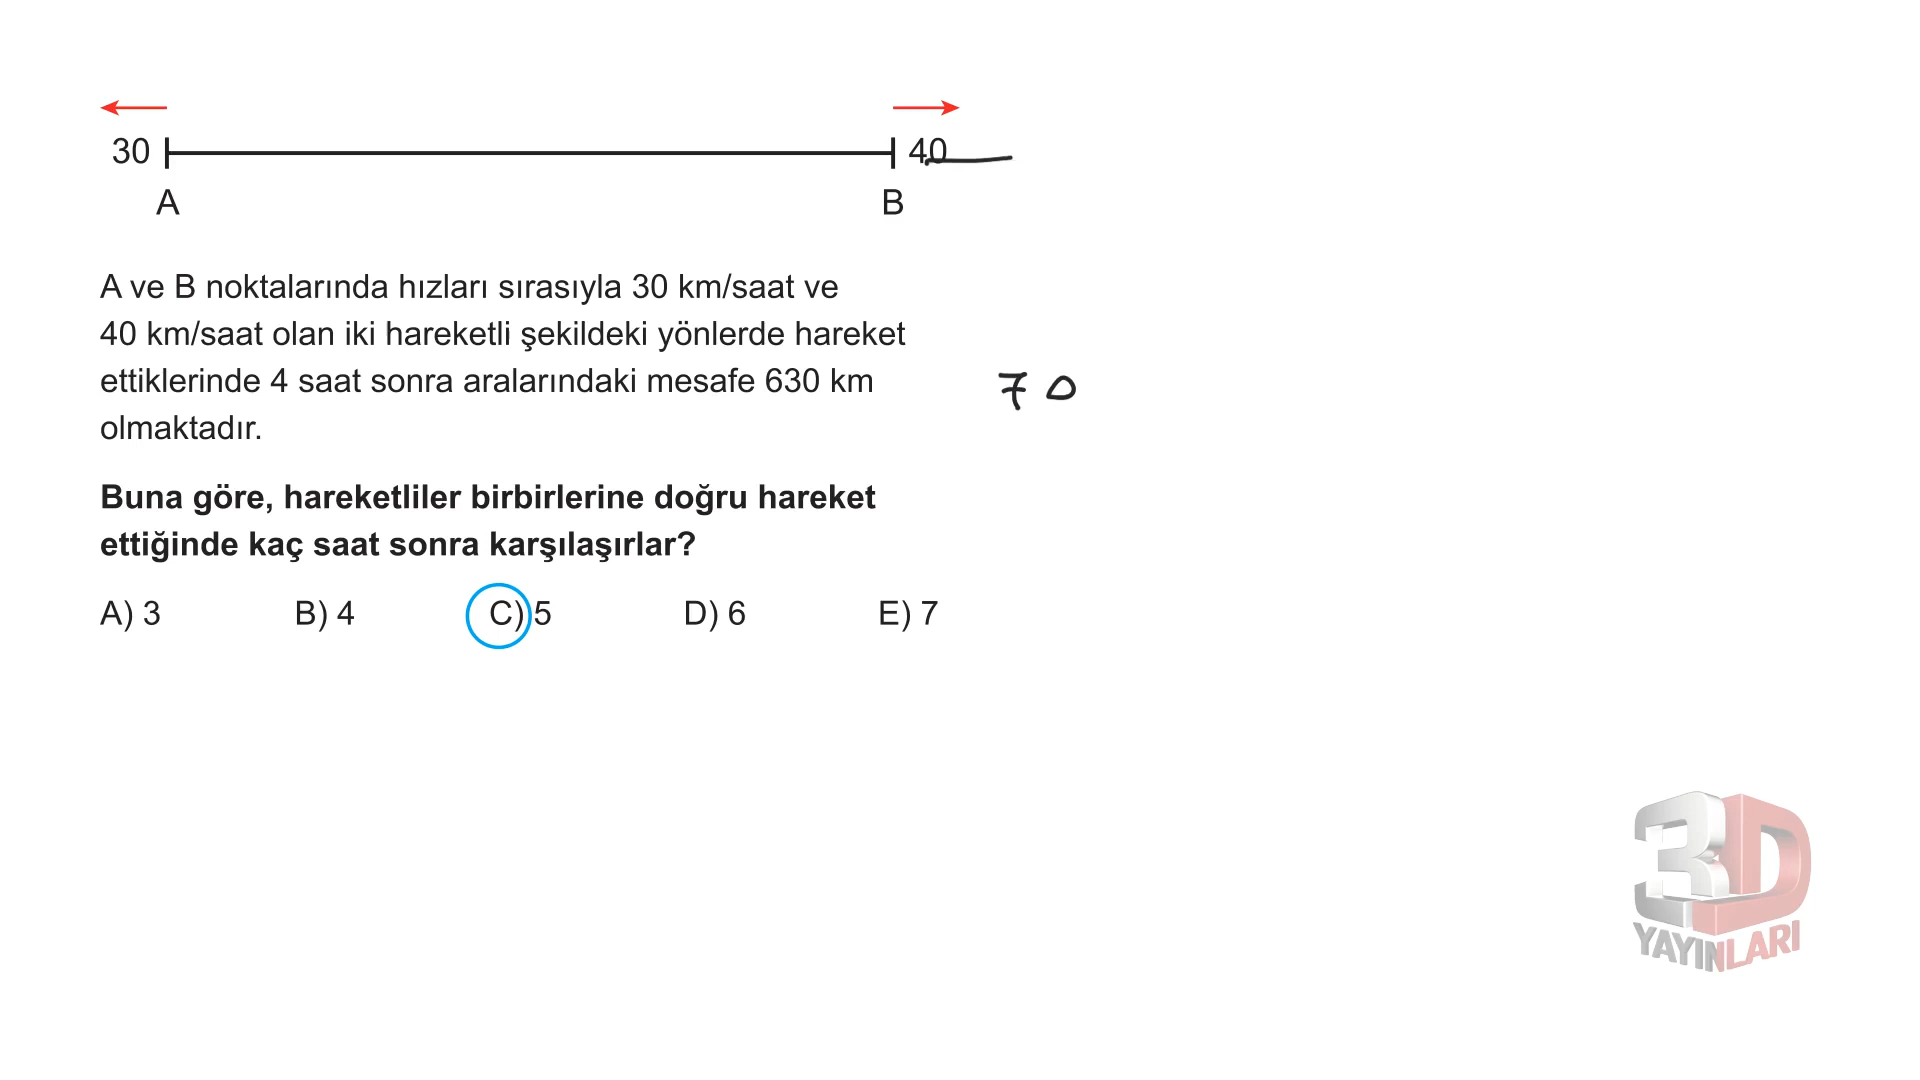 30
40
A
B
A ve B noktalarında hızları sırasıyla 30 km/saat ve
40 km/saat olan iki hareketli şekildeki yönlerde hareket
ettiklerinde 4 saat sonra aralarındaki mesafe 630 km
olmaktadır.
70
Buna göre, hareketliler birbirlerine doğru hareket
ettiğinde kaç saat sonra karşılaşırlar?
A) 3 B) 4 C) 5 D) 6 E) 7
3D
YAYINLARI